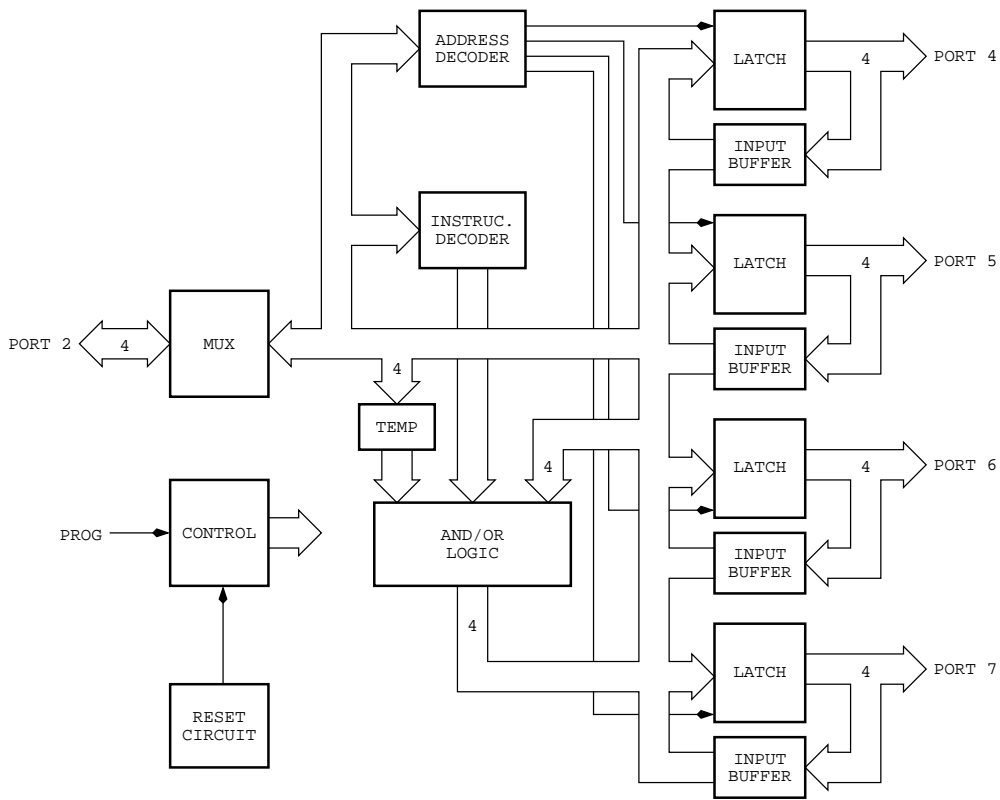 ADDRESS
DECODER
LATCH
4
PORT 4
INPUT
BUFFER
INSTRUC.
DECODER
LATCH
4
PORT 5
INPUT
BUFFER
PORT 2
4
MUX
4
TEMP
4
LATCH
4
PORT 6
INPUT
BUFFER
PROG
CONTROL
AND/OR
LOGIC
4
LATCH
4
PORT 7
INPUT
BUFFER
RESET
CIRCUIT